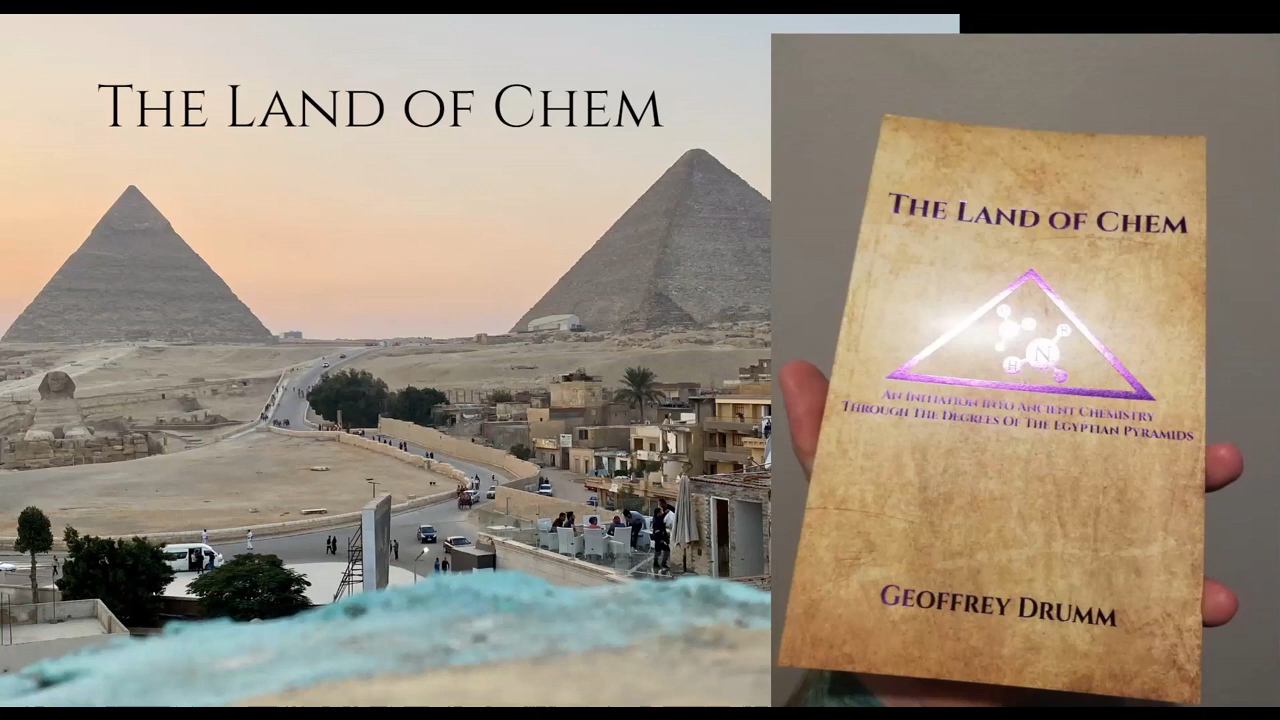 The Land of Chem
The Land of Chem
N
H
S
An Initiation into Ancient Chemistry
Through The Degrees Of The Egyptian Pyramids
Geoffrey Drumm